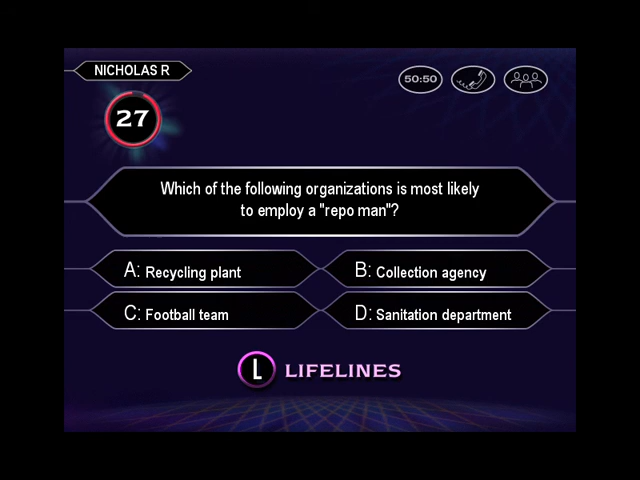 NICHOLAS R
50:50
27
Which of the following organizations is most likely
to employ a "repo man"?
A: Recycling plant
B: Collection agency
C: Football team
D: Sanitation department
L LIFELINES